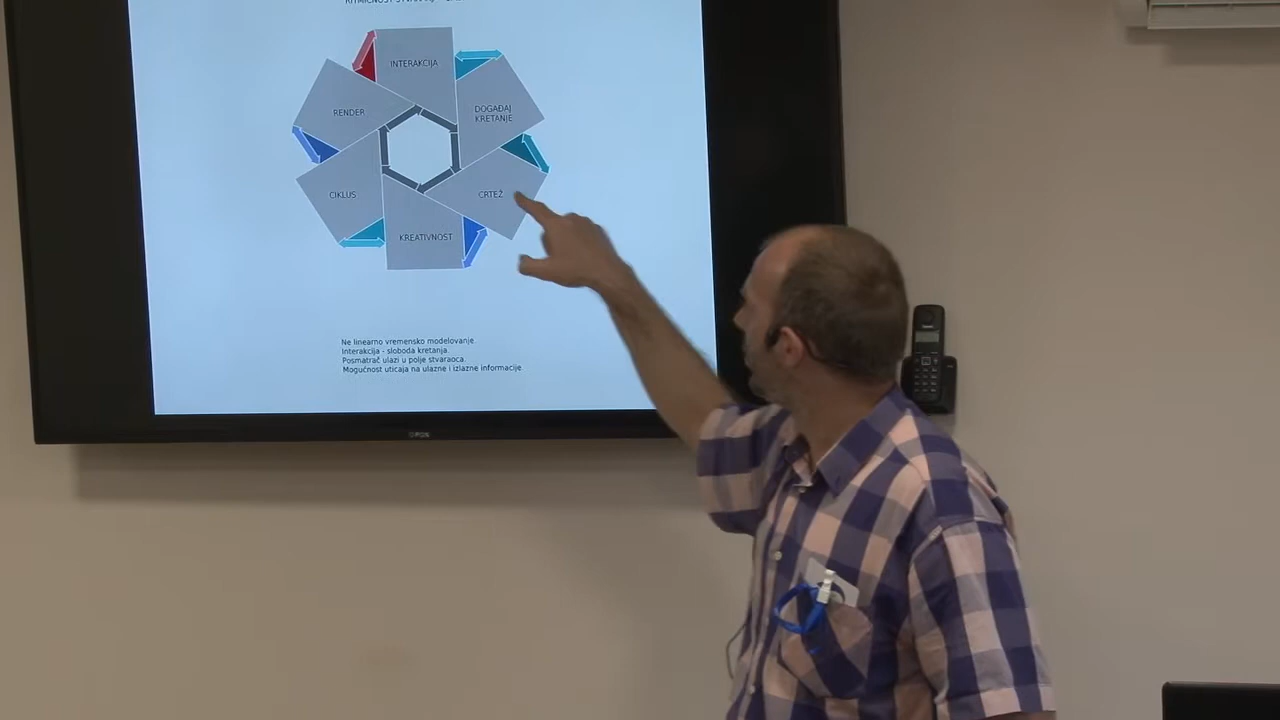 INTERAKCIJA
DOGAĐAJ
KRETANJE
RENDER
CIKLUS
CRTEŽ
KREATIVNOST
Ne linearno vremensko modelovanje.
Interakcija - sloboda kretanja.
Posmatrač ulazi u polje stvaraoca.
Mogućnost uticaja na ulazne i izlazne informacije